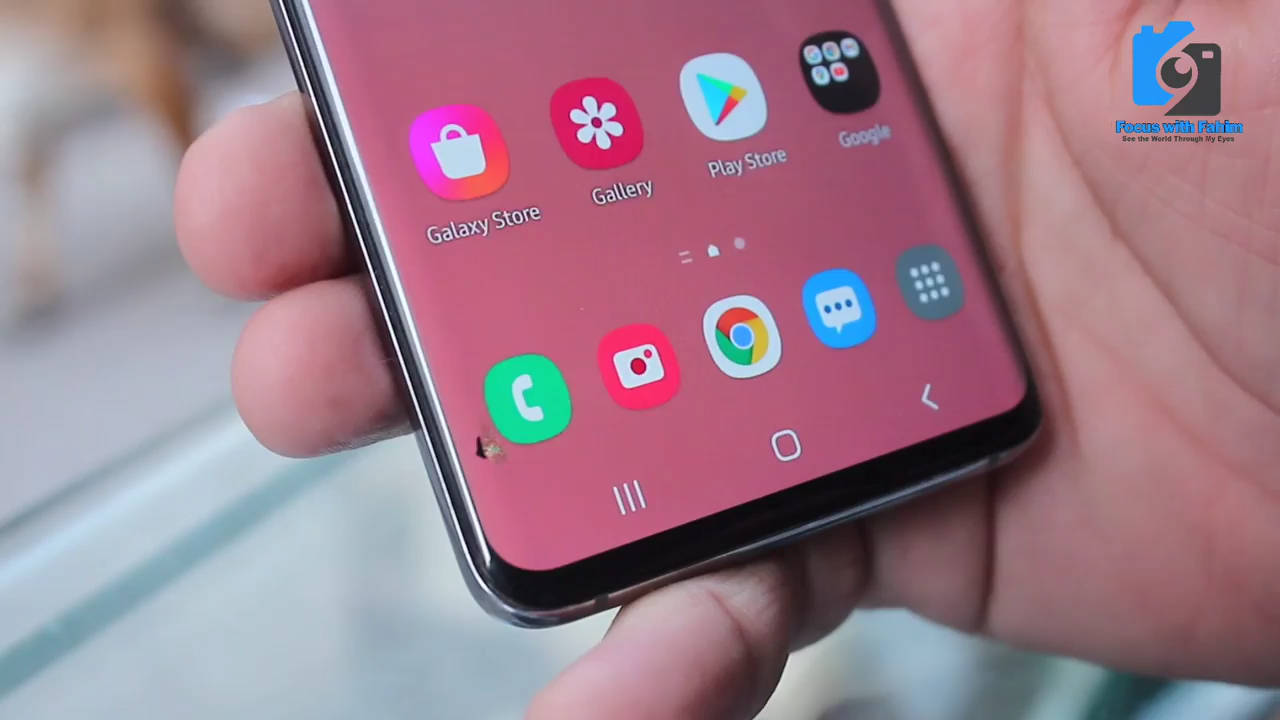 Focus with Fahim
See the World Through My Eyes
Galaxy Store
Gallery
Play Store
Google